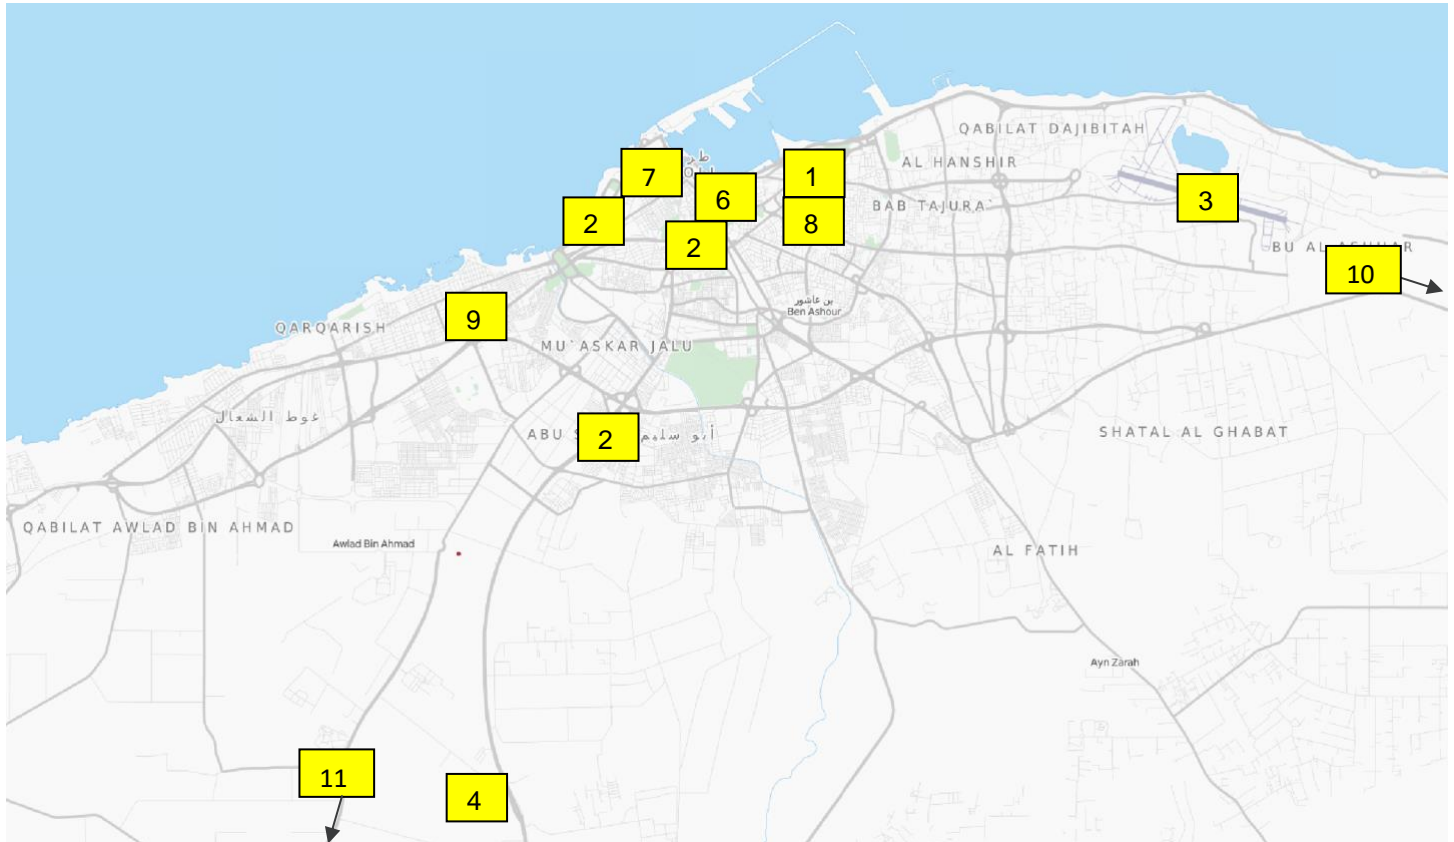 QABILAT DAJIBITAH
AL HANSHIR
7
1
6
3
2
BAB TAJURA`
8
2
BU AL
10
بن عاشور
Ben Ashour
9
QARQARISH
MU`ASKAR JALU
غوط الشعال
ABU
2
أبو سليم
SHATAL AL GHABAT
QABILAT AWLAD BIN AHMAD
Awlad Bin Ahmad
AL FATIH
Ayn Zarah
11
4